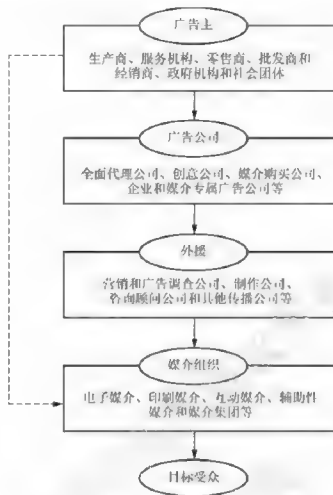 广告主
生产商、服务机构、零售商、批发商和
经销商、政府机构和社会团体
广告公司
全面代理公司、创意公司、媒介购买公司、
企业和媒介专属广告公司等
外援
营销和广告调查公司、制作公司、
咨询顾问公司和其他传播公司等
媒介组织
电子媒介、印刷媒介、互动媒介、辅助性
媒介和媒介集团等
目标受众